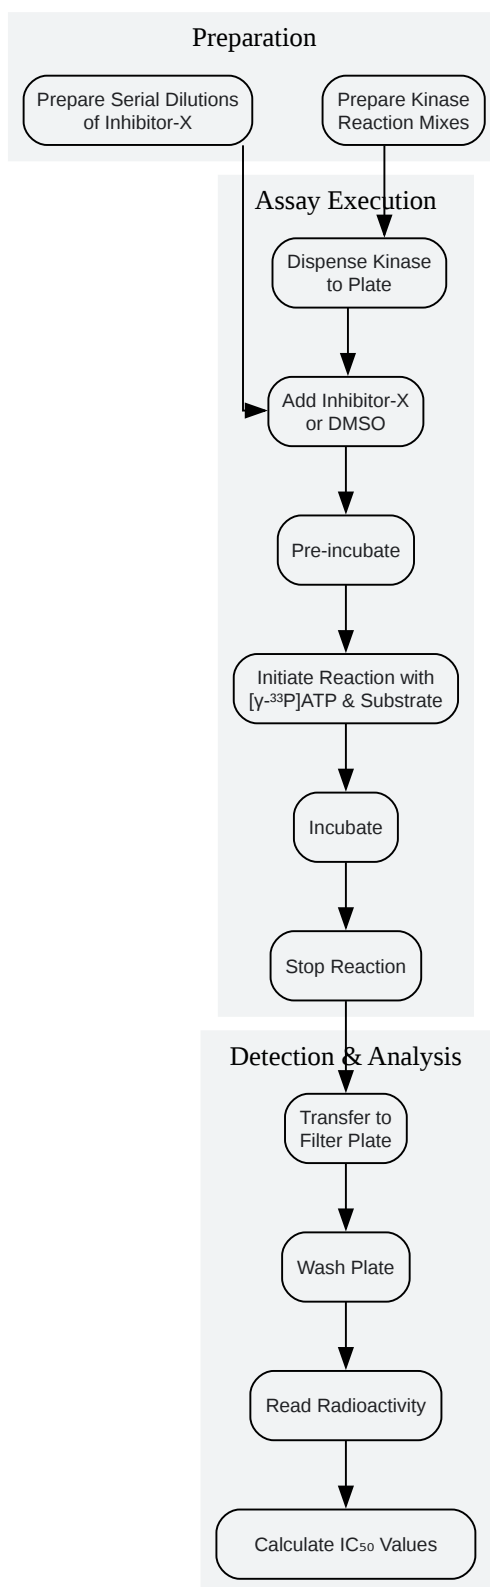 Preparation
Prepare Serial Dilutions
of Inhibitor-X
Prepare Kinase
Reaction Mixes
Assay Execution
Dispense Kinase
to Plate
Add Inhibitor-X
or DMSO
Pre-incubate
Initiate Reaction with
[γ-³³P]ATP & Substrate
Incubate
Stop Reaction
Detection & Analysis
Transfer to
Filter Plate
Wash Plate
Read Radioactivity
Calculate IC₅₀ Values